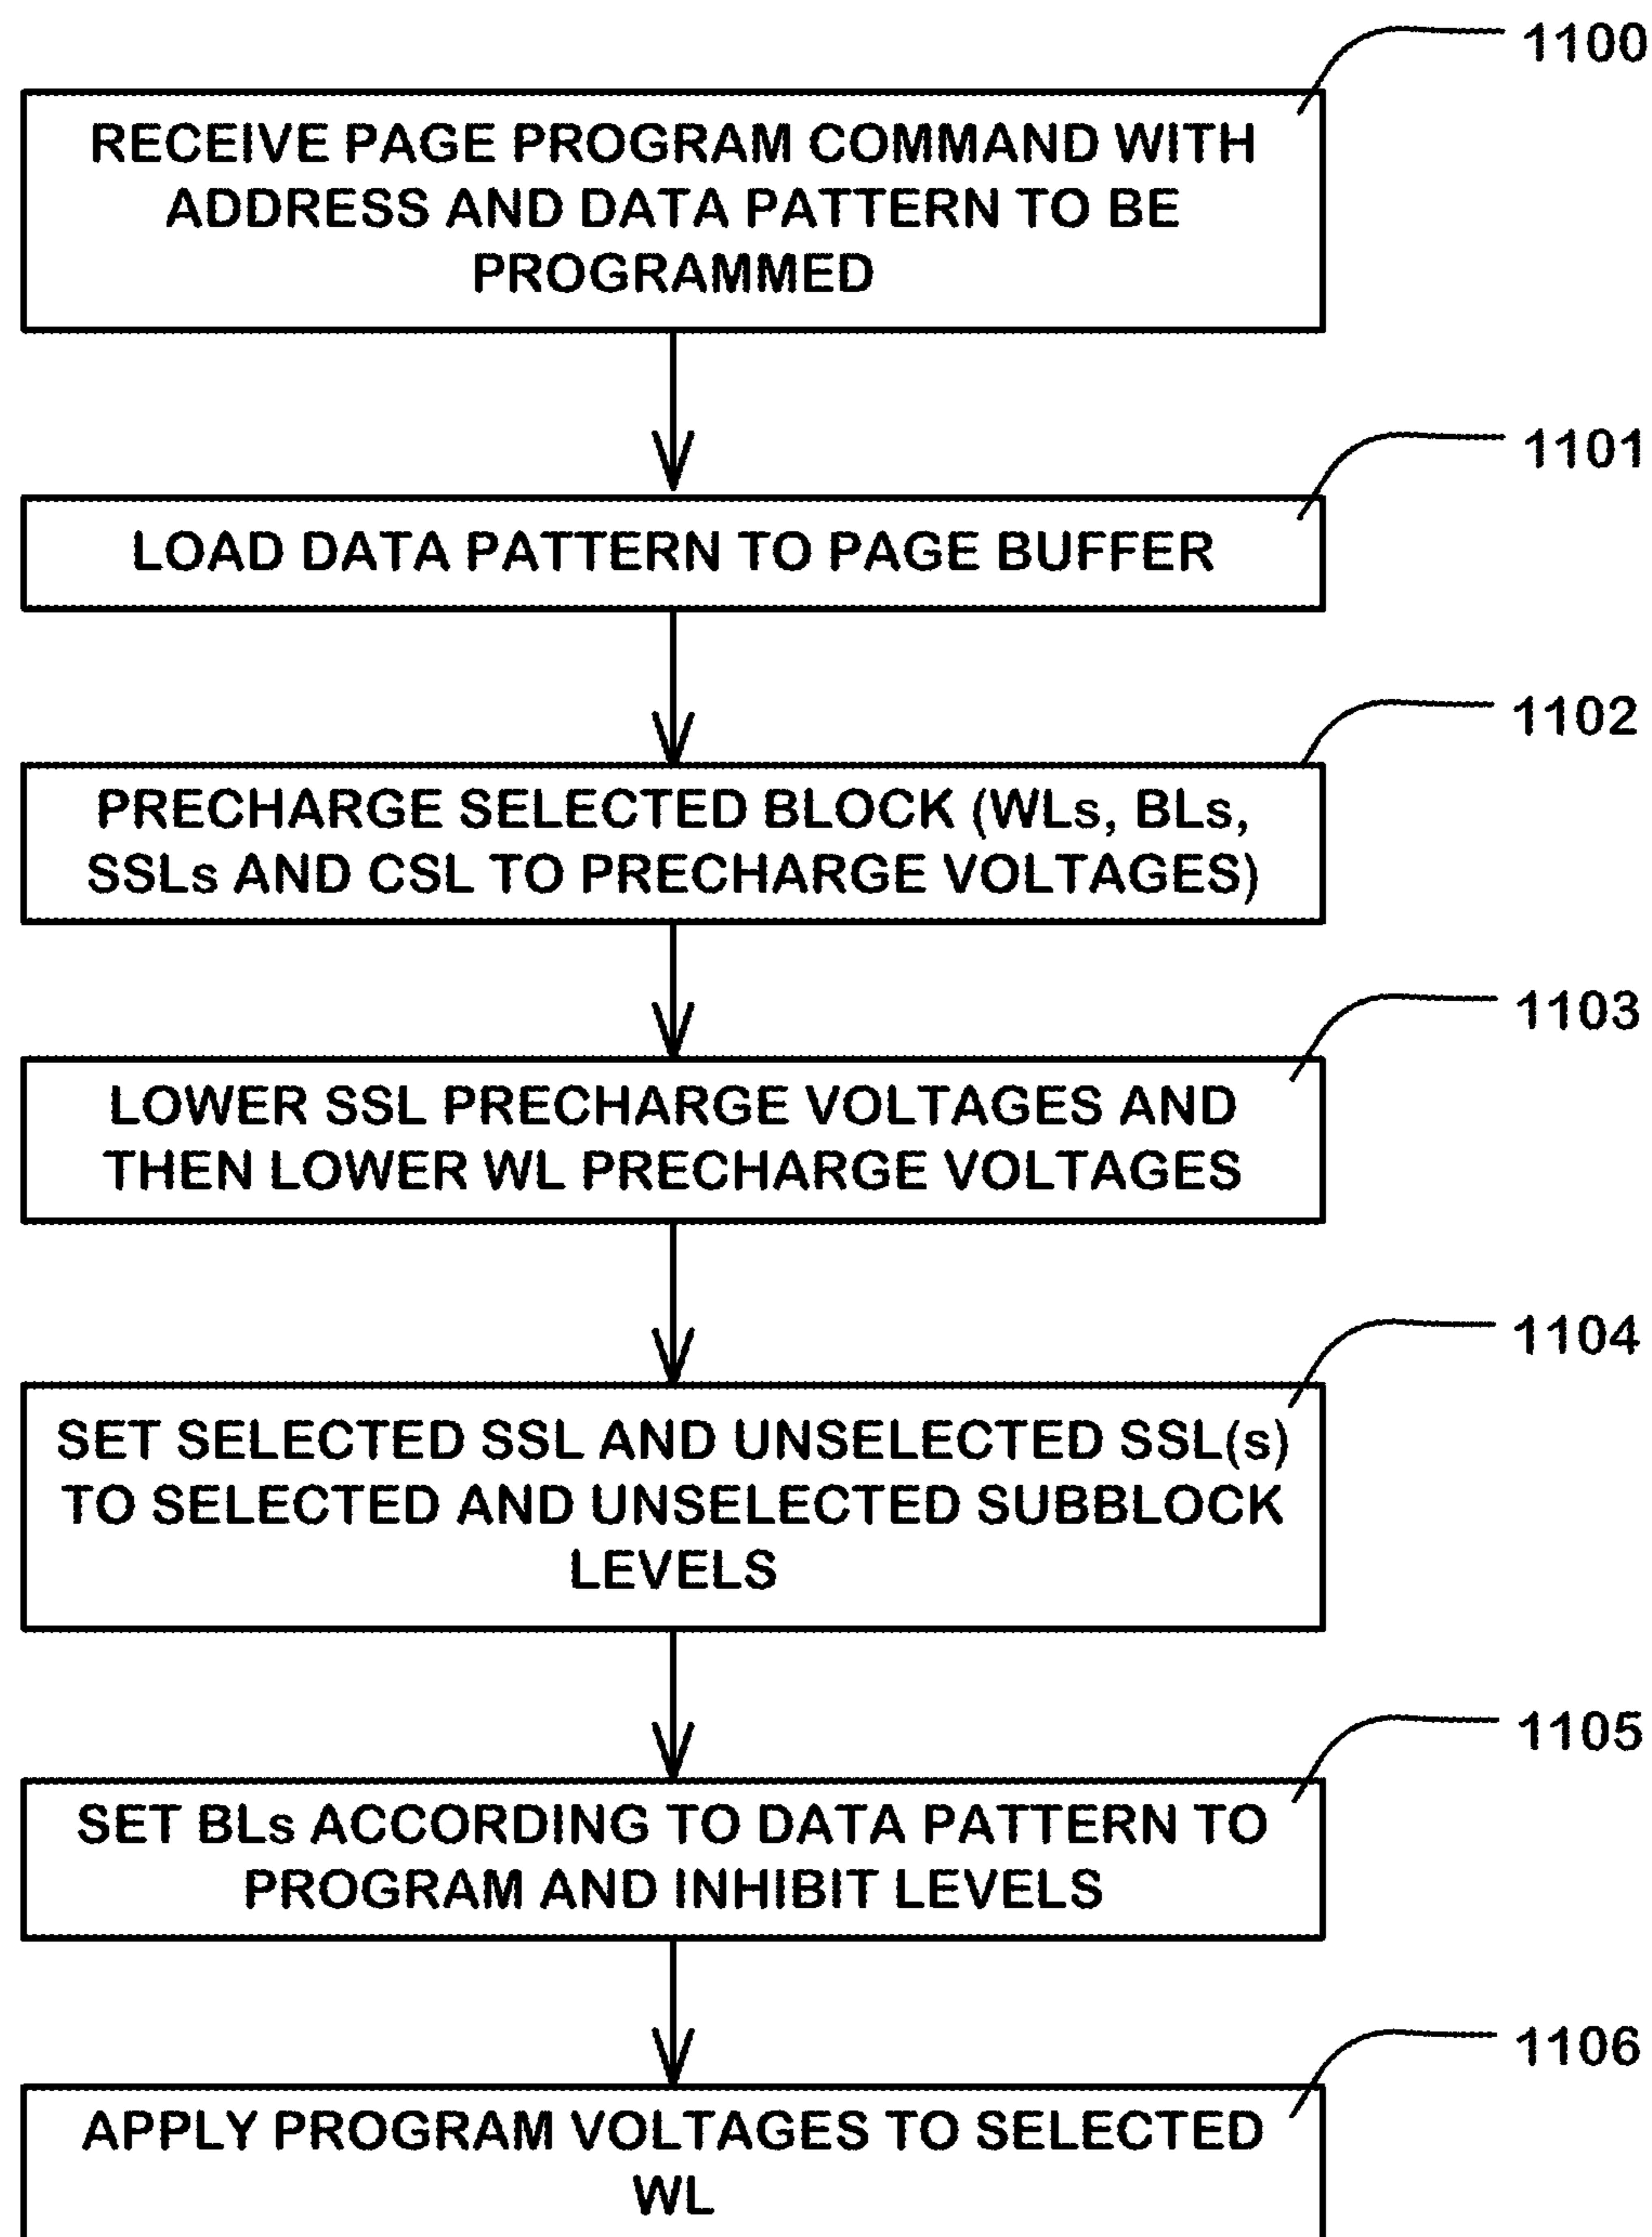 1100
RECEIVE PAGE PROGRAM COMMAND WITH
ADDRESS AND DATA PATTERN TO BE
PROGRAMMED
1101
LOAD DATA PATTERN TO PAGE BUFFER
1102
PRECHARGE SELECTED BLOCK (WLs, BLs,
SSLs AND CSL TO PRECHARGE VOLTAGES)
1103
LOWER SSL PRECHARGE VOLTAGES AND
THEN LOWER WL PRECHARGE VOLTAGES
1104
SET SELECTED SSL AND UNSELECTED SSL(s)
TO SELECTED AND UNSELECTED SUBBLOCK
LEVELS
1105
SET BLs ACCORDING TO DATA PATTERN TO
PROGRAM AND INHIBIT LEVELS
1106
APPLY PROGRAM VOLTAGES TO SELECTED
WL